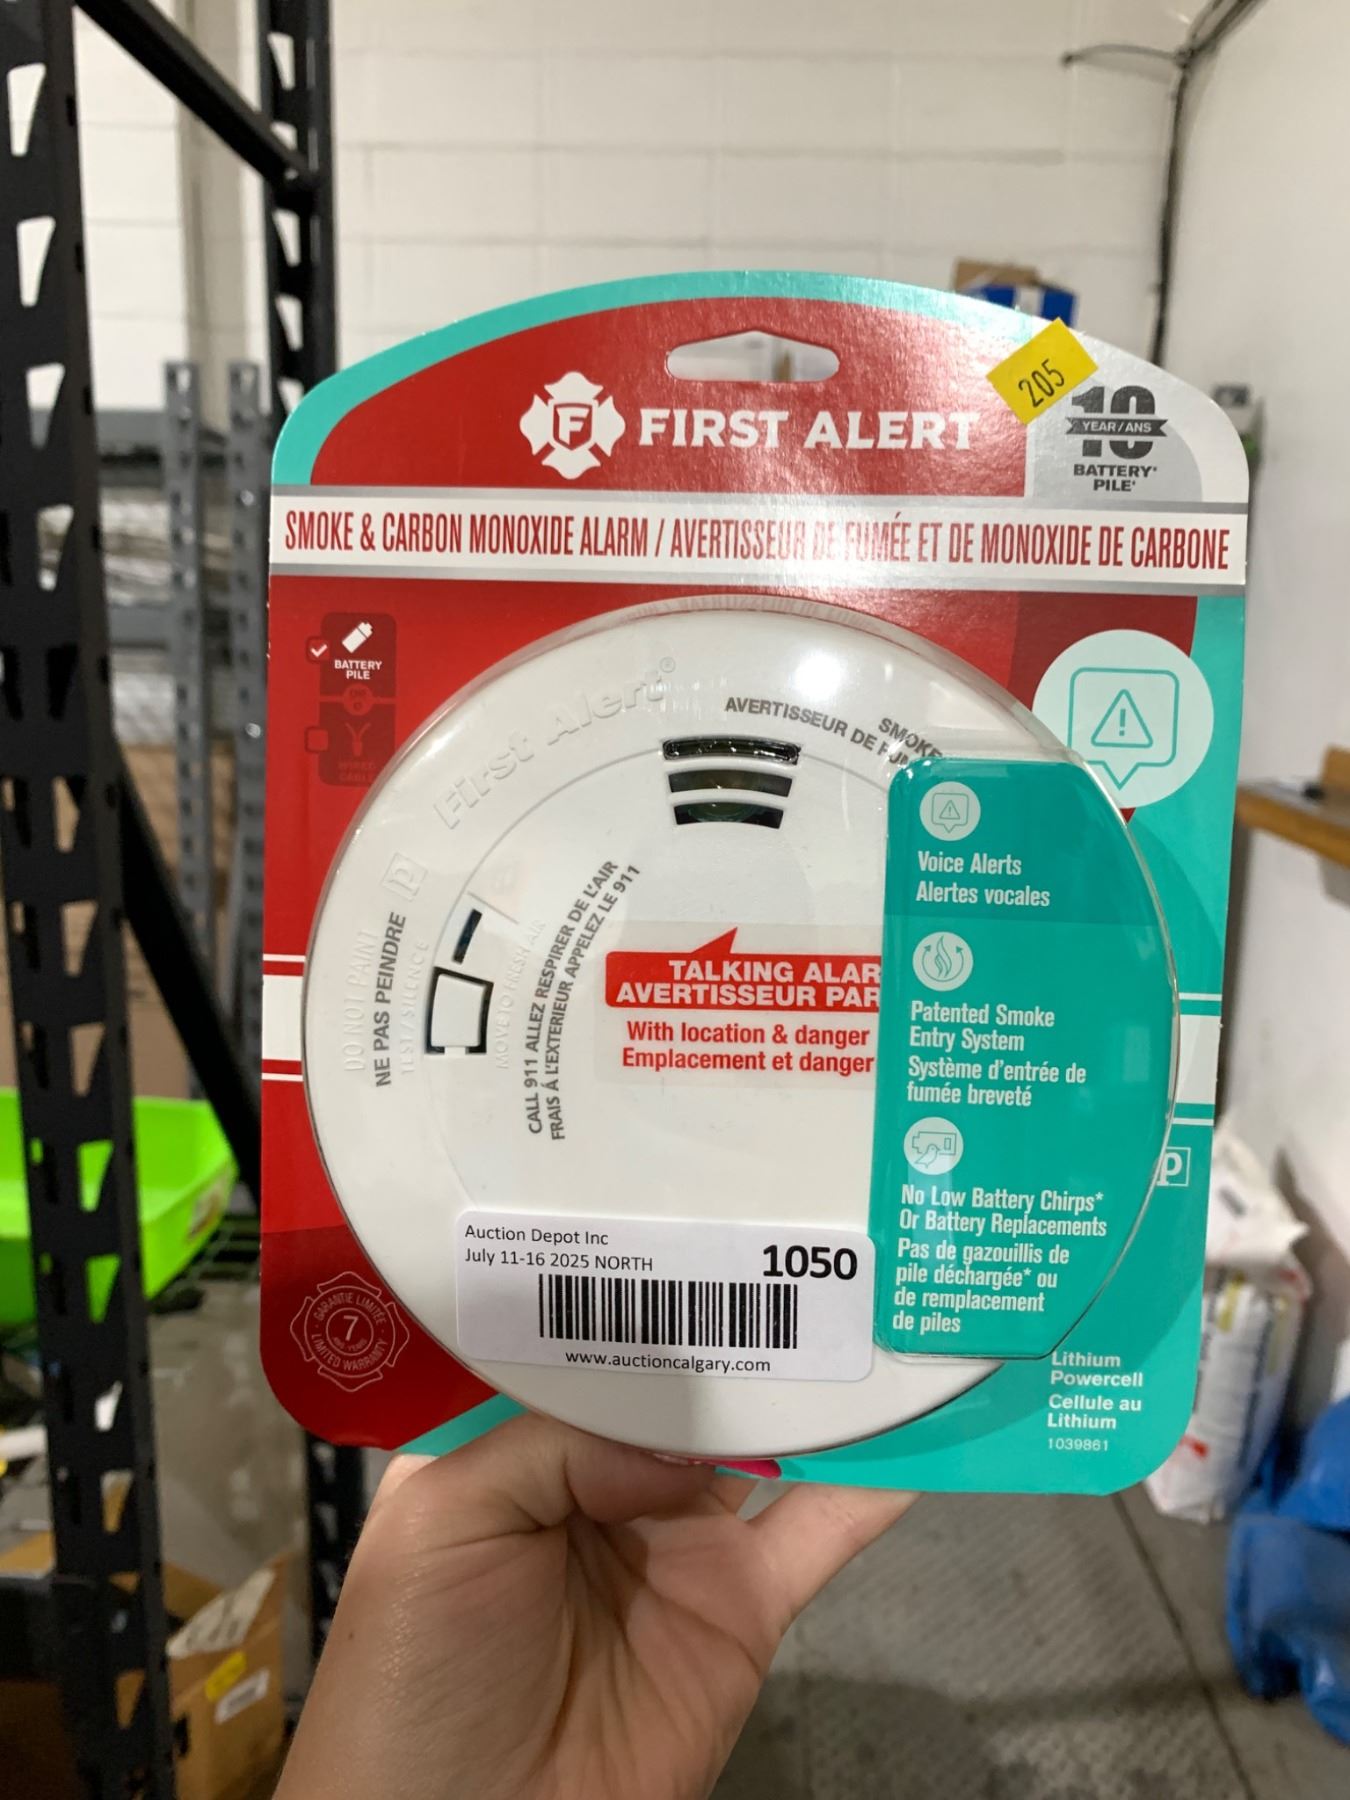 FIRST ALERT
205
10
YEAR / ANS
BATTERY*
PILE*
SMOKE & CARBON MONOXIDE ALARM / AVERTISSEUR DE FUMÉE ET DE MONOXIDE DE CARBONE
BATTERY
PILE
OR
WIRED
CABLE
First Alert®
AVERTISSEUR DE FUM
SMOKE
P
DO NOT PAINT
NE PAS PEINDRE
TEST / SILENCE
MOVE TO FRESH AIR
CALL 911 ALLEZ RESPIRER DE L'AIR
FRAIS À L'EXTERIEUR APPELEZ LE 911
TALKING ALAR
AVERTISSEUR PAR
With location & danger
Emplacement et danger
Voice Alerts
Alertes vocales
Patented Smoke
Entry System
Système d'entrée de
fumée breveté
No Low Battery Chirps*
Or Battery Replacements
Pas de gazouillis de
pile déchargée* ou
de remplacement
de piles
P
Auction Depot Inc
July 11-16 2025 NORTH
1050
www.auctioncalgary.com
GARANTIE LIMITÉE
7
LIMITED WARRANTY
Lithium
Powercell
Cellule au
Lithium
1039861